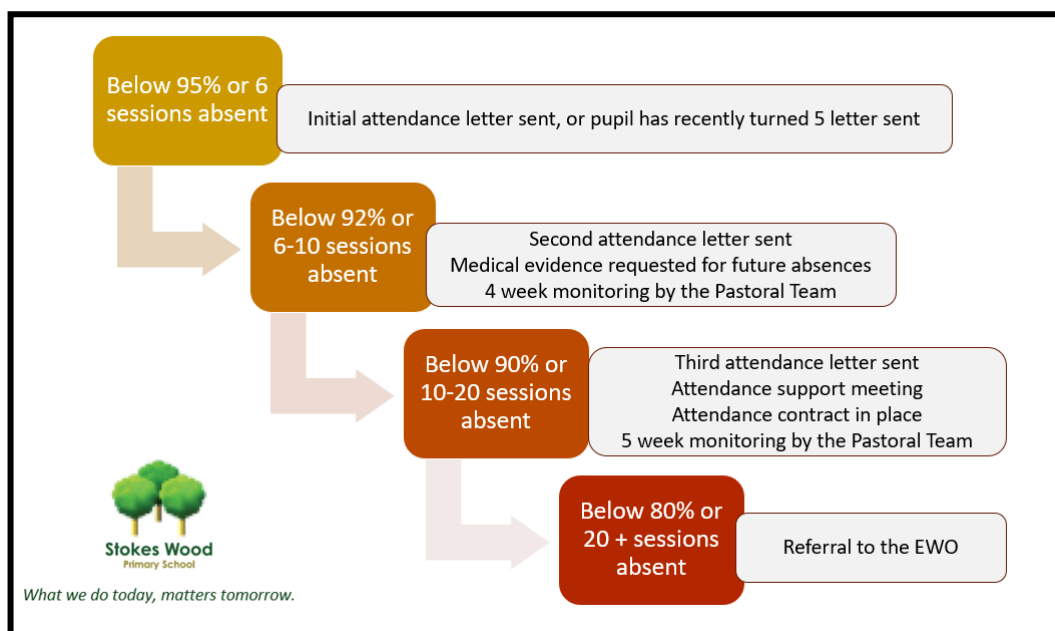 Below 95% or 6
sessions absent
Initial attendance letter sent, or pupil has recently turned 5 letter sent
Below 92% or
6-10 sessions
absent
Second attendance letter sent
Medical evidence requested for future absences
4 week monitoring by the Pastoral Team
Below 90% or
10-20 sessions
absent
Third attendance letter sent
Attendance support meeting
Attendance contract in place
5 week monitoring by the Pastoral Team
Below 80% or
20 + sessions
absent
Referral to the EWO
Stokes Wood
Primary School
What we do today, matters tomorrow.